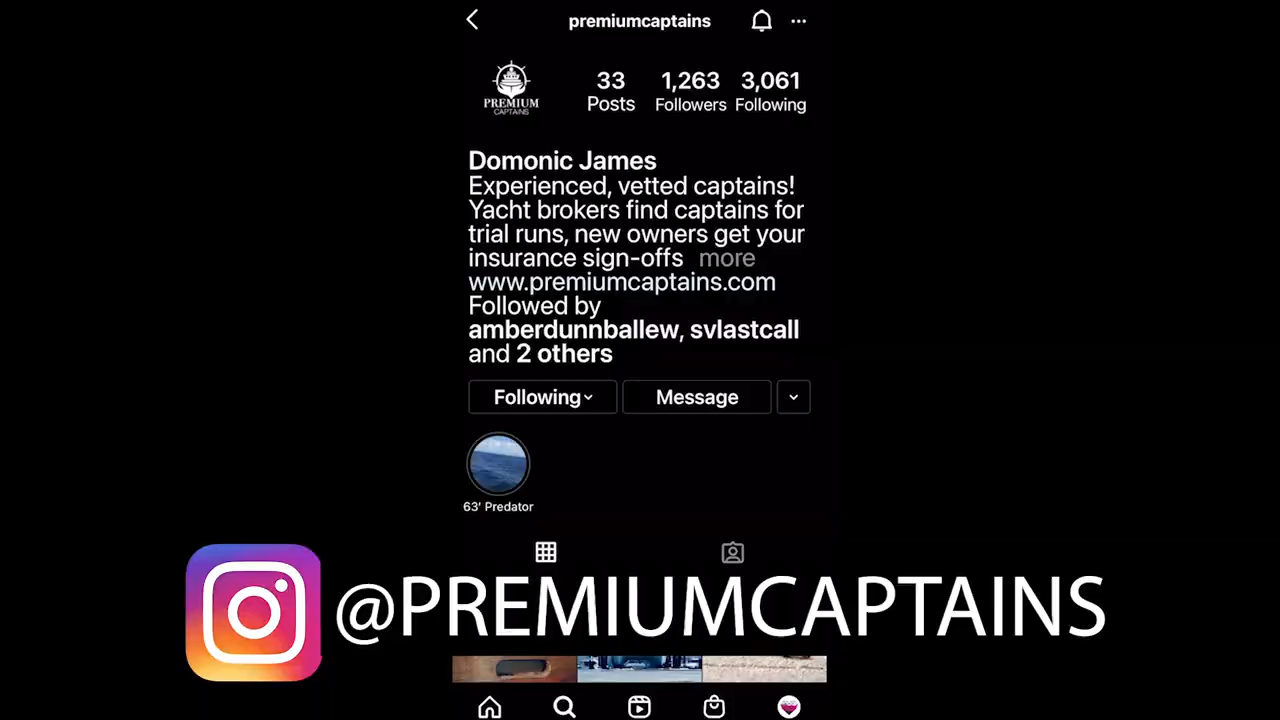 premiumcaptains
PREMIUM
CAPTAINS
33 1,263 3,061
Posts Followers Following
Domonic James
Experienced, vetted captains!
Yacht brokers find captains for
trial runs, new owners get your
insurance sign-offs more
www.premiumcaptains.com
Followed by
amberdunnballew, svlastcall
and 2 others
Following Message
63' Predator
@PREMIUMCAPTAINS